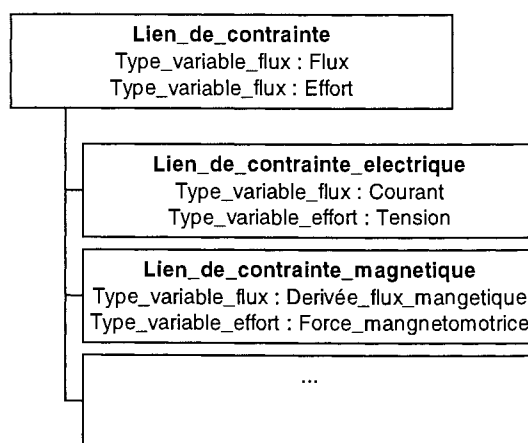 Lien_de_contrainte
Type_variable_flux : Flux
Type_variable_flux : Effort
Lien_de_contrainte_electrique
Type_variable_flux : Courant
Type_variable_effort : Tension
Lien_de_contrainte_magnetique
Type_variable_flux : Derivée_flux_mangetique
Type_variable_effort : Force_mangnetomotrice
...